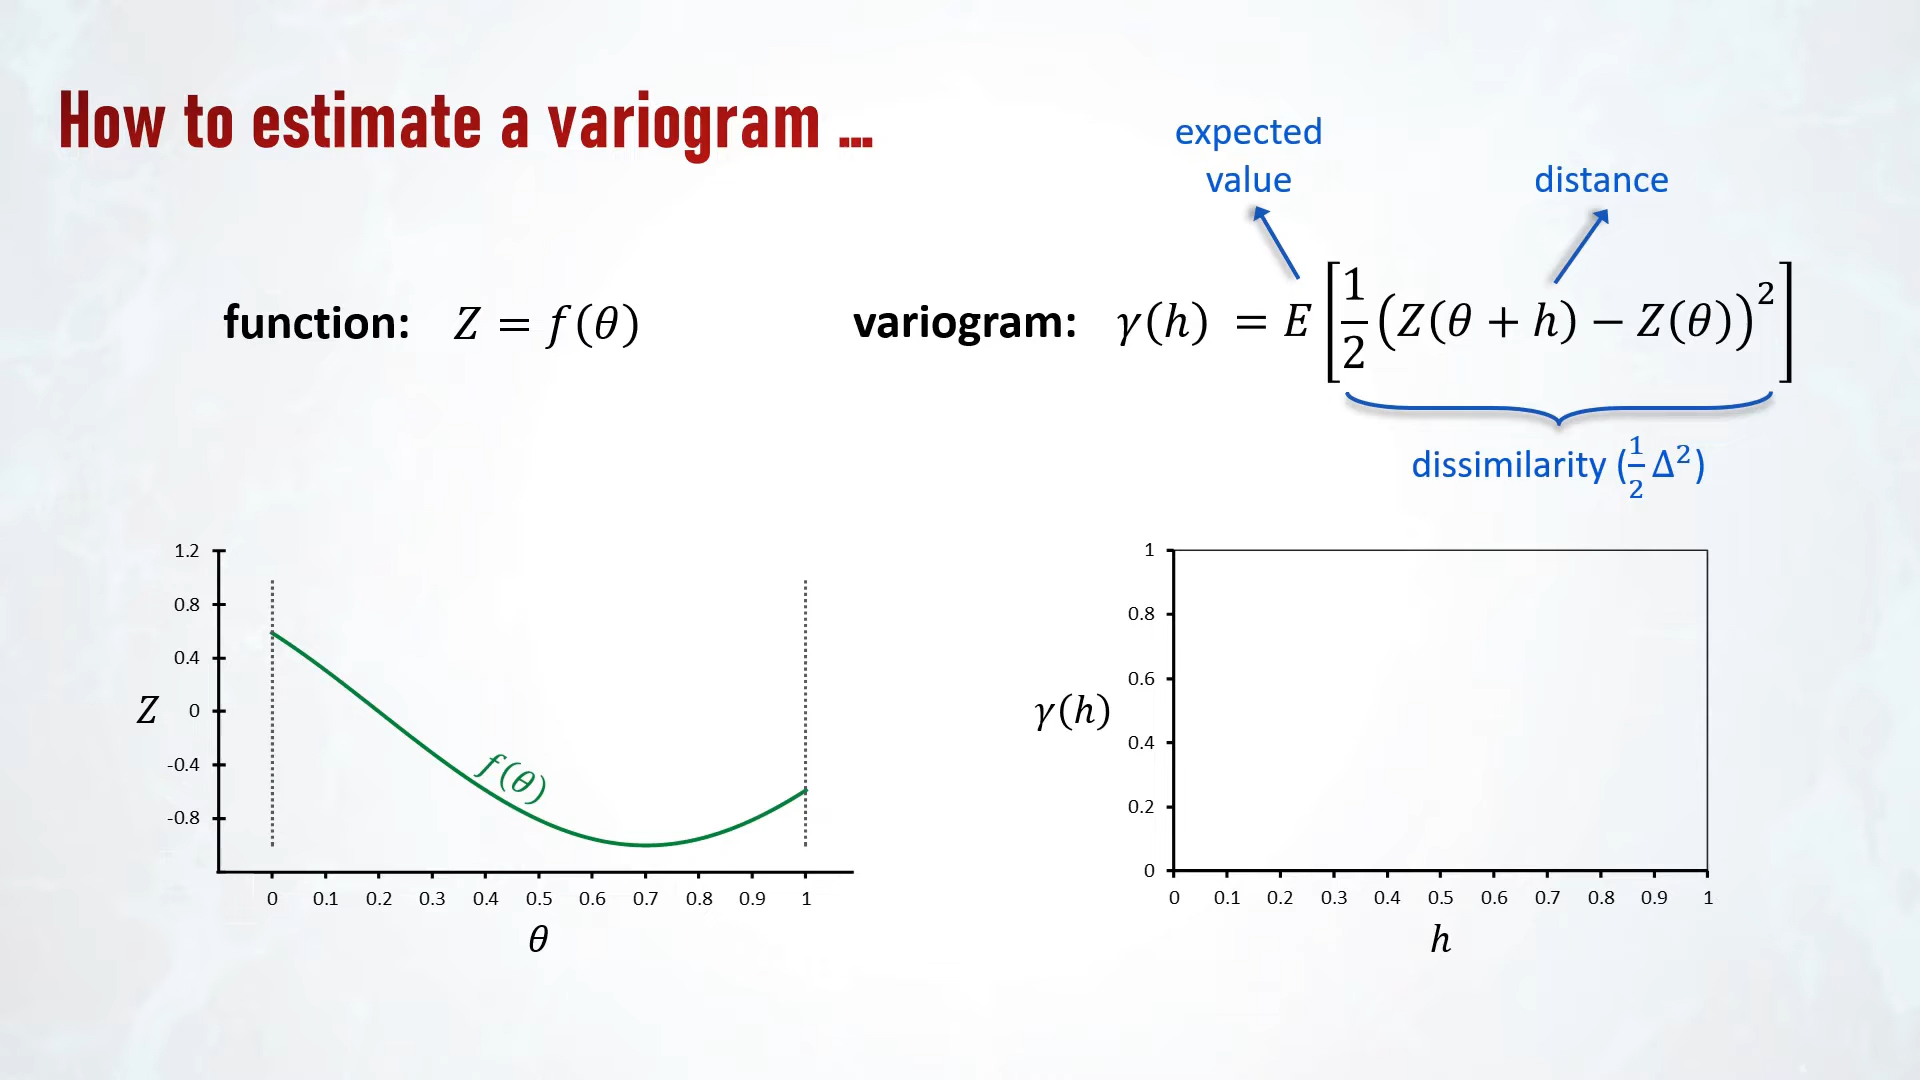 How to estimate a variogram ...
expected
value
distance
function: Z = f(θ)
variogram: γ(h) = E [1/2 (Z(θ + h) − Z(θ))²]
dissimilarity (1/2 Δ²)
1.2
0.8
0.4
0
-0.4
-0.8
Z
f(θ)
0 0.1 0.2 0.3 0.4 0.5 0.6 0.7 0.8 0.9 1
θ
1
0.8
0.6
0.4
0.2
0
γ(h)
0 0.1 0.2 0.3 0.4 0.5 0.6 0.7 0.8 0.9 1
h